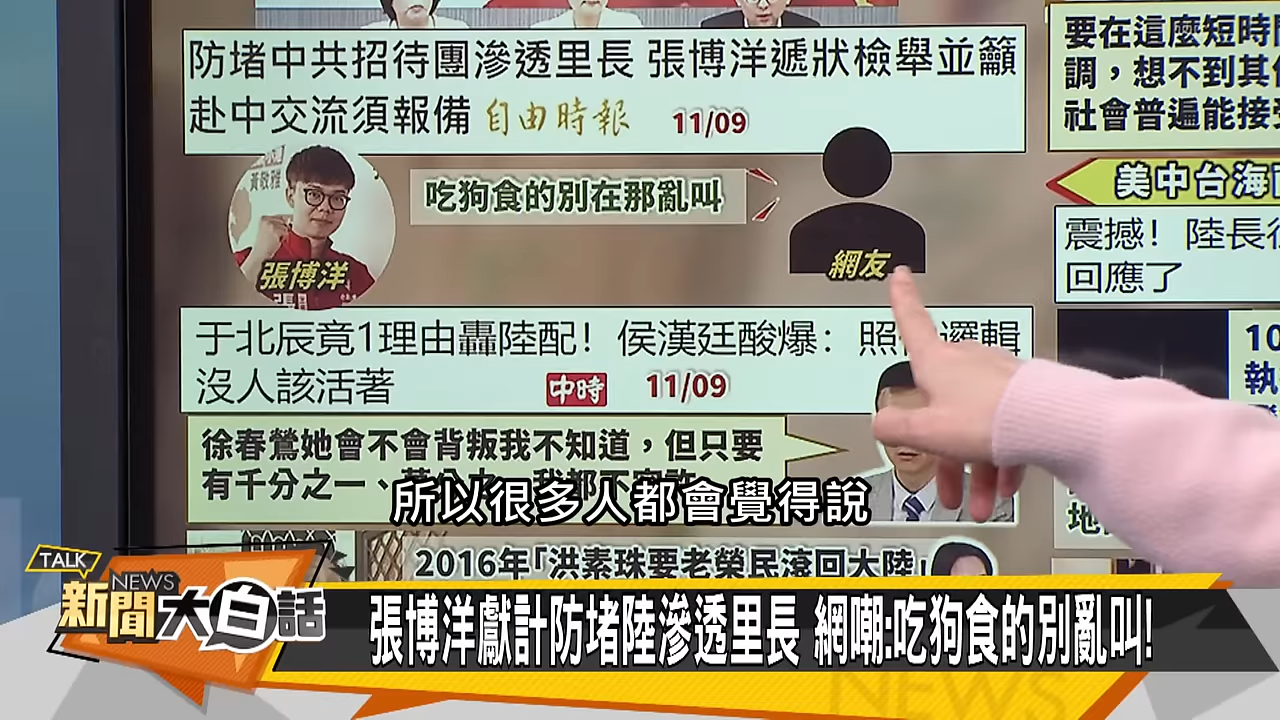 防堵中共招待團滲透里長 張博洋遞狀檢舉並籲
赴中交流須報備 自由時報 11/09
黃敬雅
張博洋
吃狗食的別在那亂叫
網友
于北辰竟1理由轟陸配！ 侯漢廷酸爆：照
邏輯
沒人該活著 中時 11/09
徐春鶯她會不會背叛我不知道，但只要
有千分之一、
2016年「洪素珠要老榮民滾回大陸」
要在這麼短時
調，想不到其
社會普遍能接
美中台海
震撼！ 陸長
回應了
10
執
地
所以很多人都會覺得說
TALK
NEWS
新聞大白話
張博洋獻計防堵陸滲透里長 網嘲:吃狗食的別亂叫!
NEWS